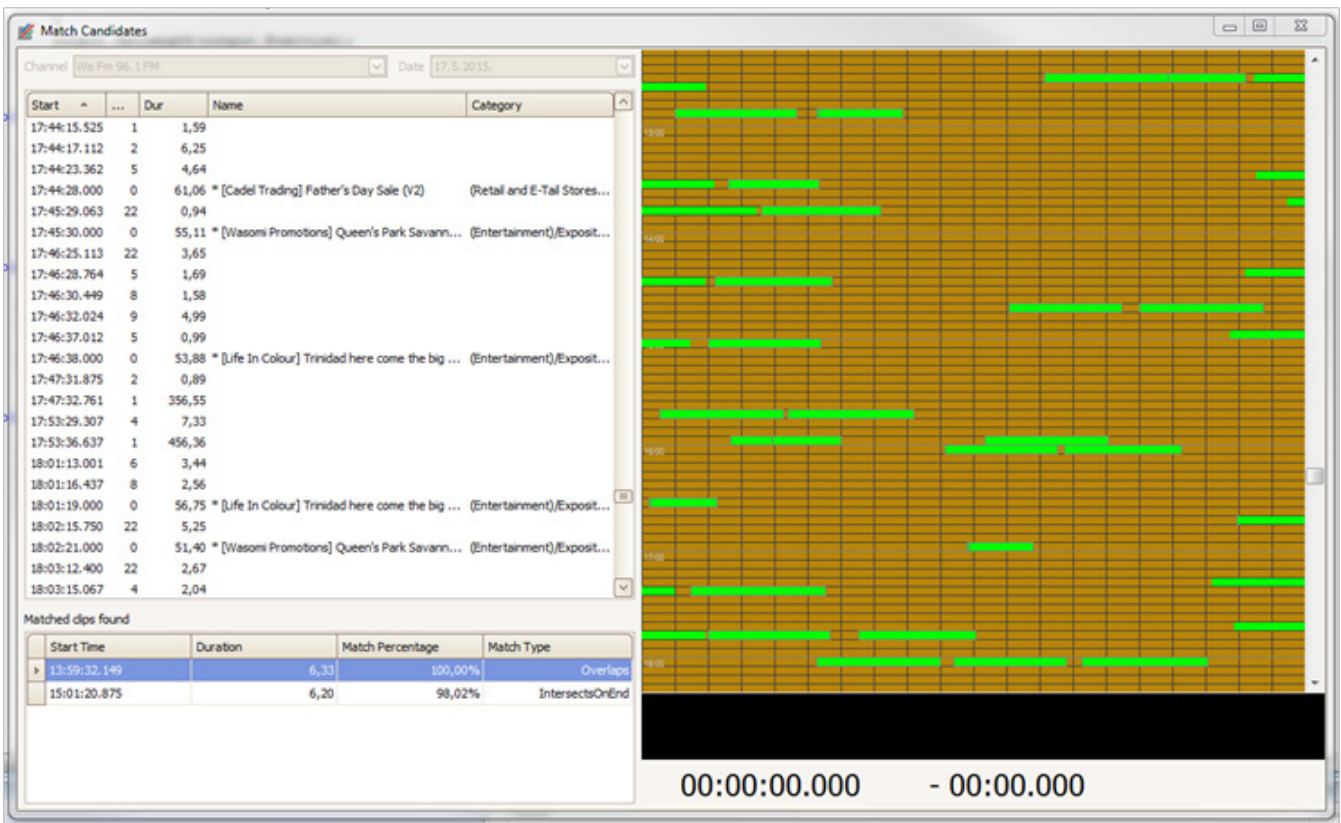 Match Candidates
Channel We Fm 96.1 FM Date 17.5.2015.
Start ... Dur Name Category
17:44:15.525 1 1,59
17:44:17.112 2 6,25
17:44:23.362 5 4,64
17:44:28.000 0 61,06 * [Cadel Trading] Father's Day Sale (V2) (Retail and E-Tail Stores...
17:45:29.063 22 0,94
17:45:30.000 0 55,11 * [Wasomi Promotions] Queen's Park Savann... (Entertainment)/Exposit...
17:46:25.113 22 3,65
17:46:28.764 5 1,69
17:46:30.449 8 1,58
17:46:32.024 9 4,99
17:46:37.012 5 0,99
17:46:38.000 0 53,88 * [Life In Colour] Trinidad here come the big ... (Entertainment)/Exposit...
17:47:31.875 2 0,89
17:47:32.761 1 356,55
17:53:29.307 4 7,33
17:53:36.637 1 456,36
18:01:13.001 6 3,44
18:01:16.437 8 2,56
18:01:19.000 0 56,75 * [Life In Colour] Trinidad here come the big ... (Entertainment)/Exposit...
18:02:15.750 22 5,25
18:02:21.000 0 51,40 * [Wasomi Promotions] Queen's Park Savann... (Entertainment)/Exposit...
18:03:12.400 22 2,67
18:03:15.067 4 2,04
Matched clips found
Start Time Duration Match Percentage Match Type
13:59:32.149 6,33 100,00% Overlaps
15:01:20.875 6,20 98,02% IntersectsOnEnd
13:00
14:00
16:00
17:00
18:00
00:00:00.000 - 00:00.000